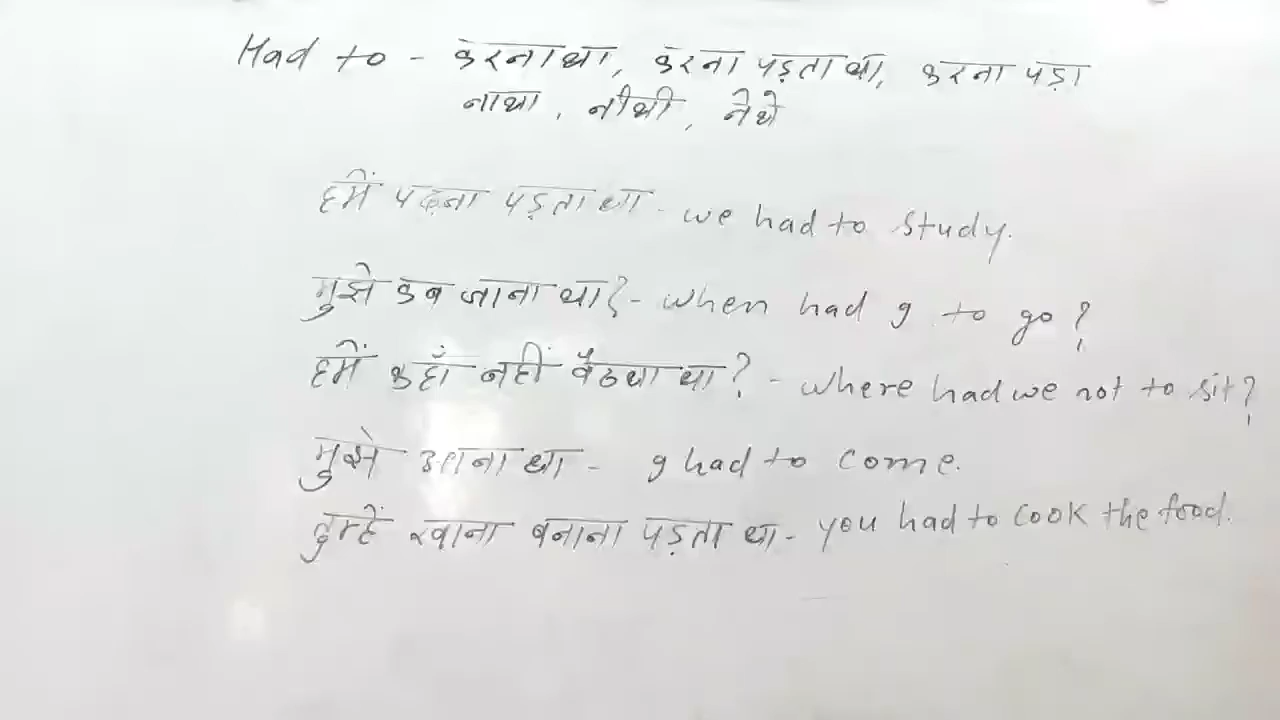 Had to - करना था, करना पड़ता था, करना पड़ा
ना था, नी थी, ने थे
हमें पढ़ना पड़ता था - we had to study.
मुझे कब जाना था? - when had I to go?
हमें कहाँ नहीं बैठथा था? - where had we not to sit?
मुझे आना था - I had to come.
तुम्हें खाना बनाना पड़ता था - you had to cook the food.